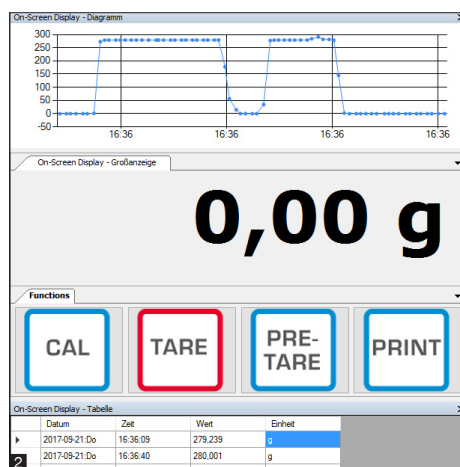 On-Screen Display - Diagramm
300
250
200
150
100
50
0
-50
16:36 16:36 16:36 16:36
On-Screen Display - Großanzeige
0,00 g
Functions
CAL TARE PRE-TARE PRINT
On-Screen Display - Tabelle
Datum Zeit Wert Einheit
2017-09-21:Do 16:36:09 279,239 g
2017-09-21:Do 16:36:40 280,001 g
2